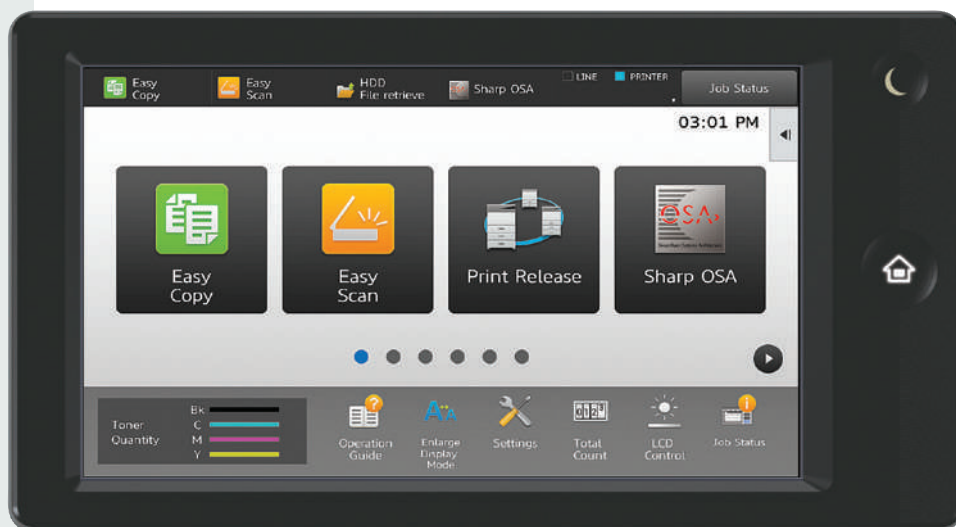 Easy
Copy
Easy
Scan
HDD
File retrieve
Sharp OSA
LINE
PRINTER
Job Status
03:01 PM
Easy
Copy
Easy
Scan
Print Release
OSA
Sharp OSA
Toner
Quantity
Bk
C
M
Y
Operation
Guide
Enlarge
Display
Mode
Settings
Total
Count
LCD
Control
Job Status